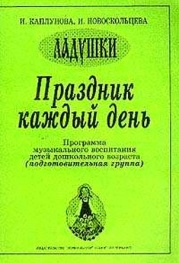 И. КАПЛУНОВА, И. НОВОСКОЛЬЦЕВА
ЛАДУШКИ
Праздник
каждый день
Программа
музыкального воспитания
детей дошкольного возраста
(подготовительная группа)